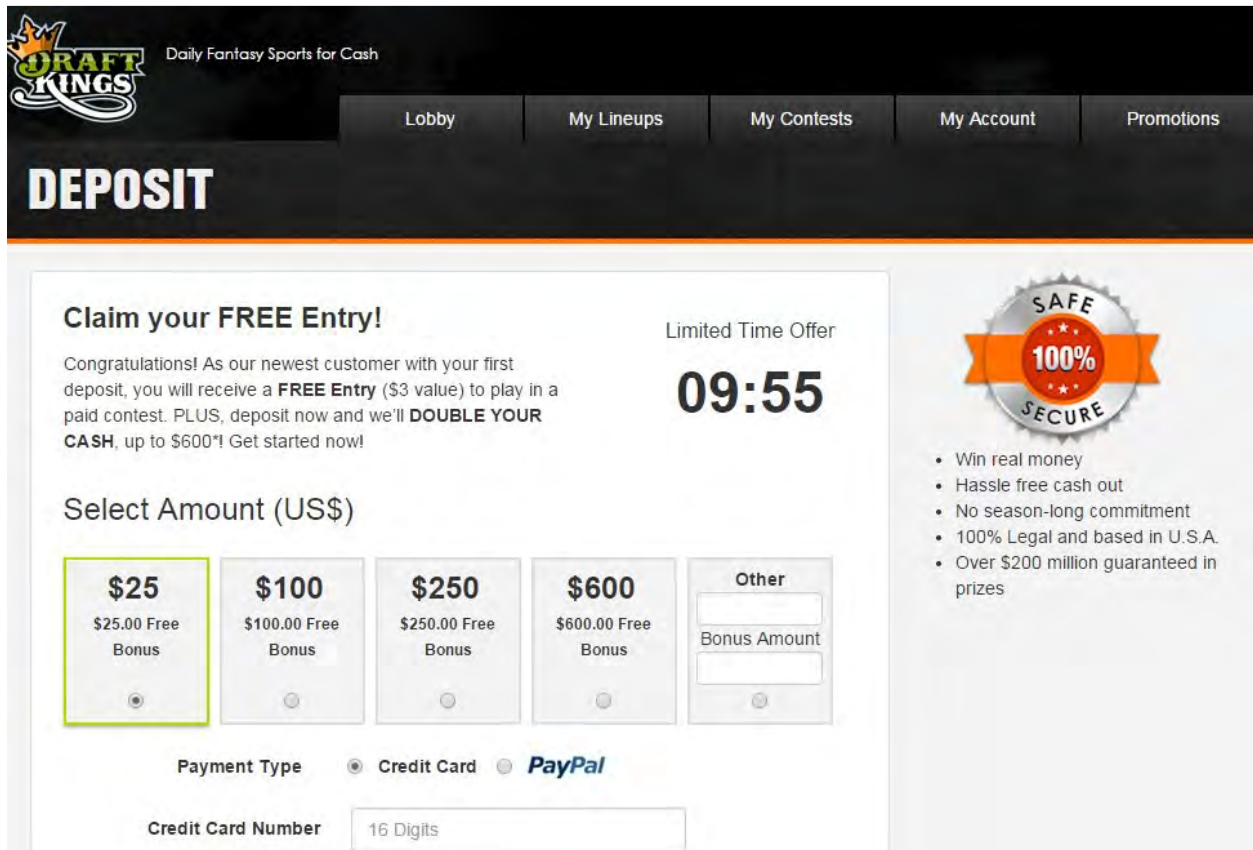 DRAFT
KINGS
Daily Fantasy Sports for Cash
Lobby
My Lineups
My Contests
My Account
Promotions
DEPOSIT
Claim your FREE Entry!
Congratulations! As our newest customer with your first
deposit, you will receive a FREE Entry ($3 value) to play in a
paid contest. PLUS, deposit now and we'll DOUBLE YOUR
CASH, up to $600*! Get started now!
Limited Time Offer
09:55
Select Amount (US$)
$25
$25.00 Free
Bonus
$100
$100.00 Free
Bonus
$250
$250.00 Free
Bonus
$600
$600.00 Free
Bonus
Other
Bonus Amount
Payment Type
Credit Card
PayPal
Credit Card Number
16 Digits
SAFE
100%
SECURE
• Win real money
• Hassle free cash out
• No season-long commitment
• 100% Legal and based in U.S.A.
• Over $200 million guaranteed in
prizes